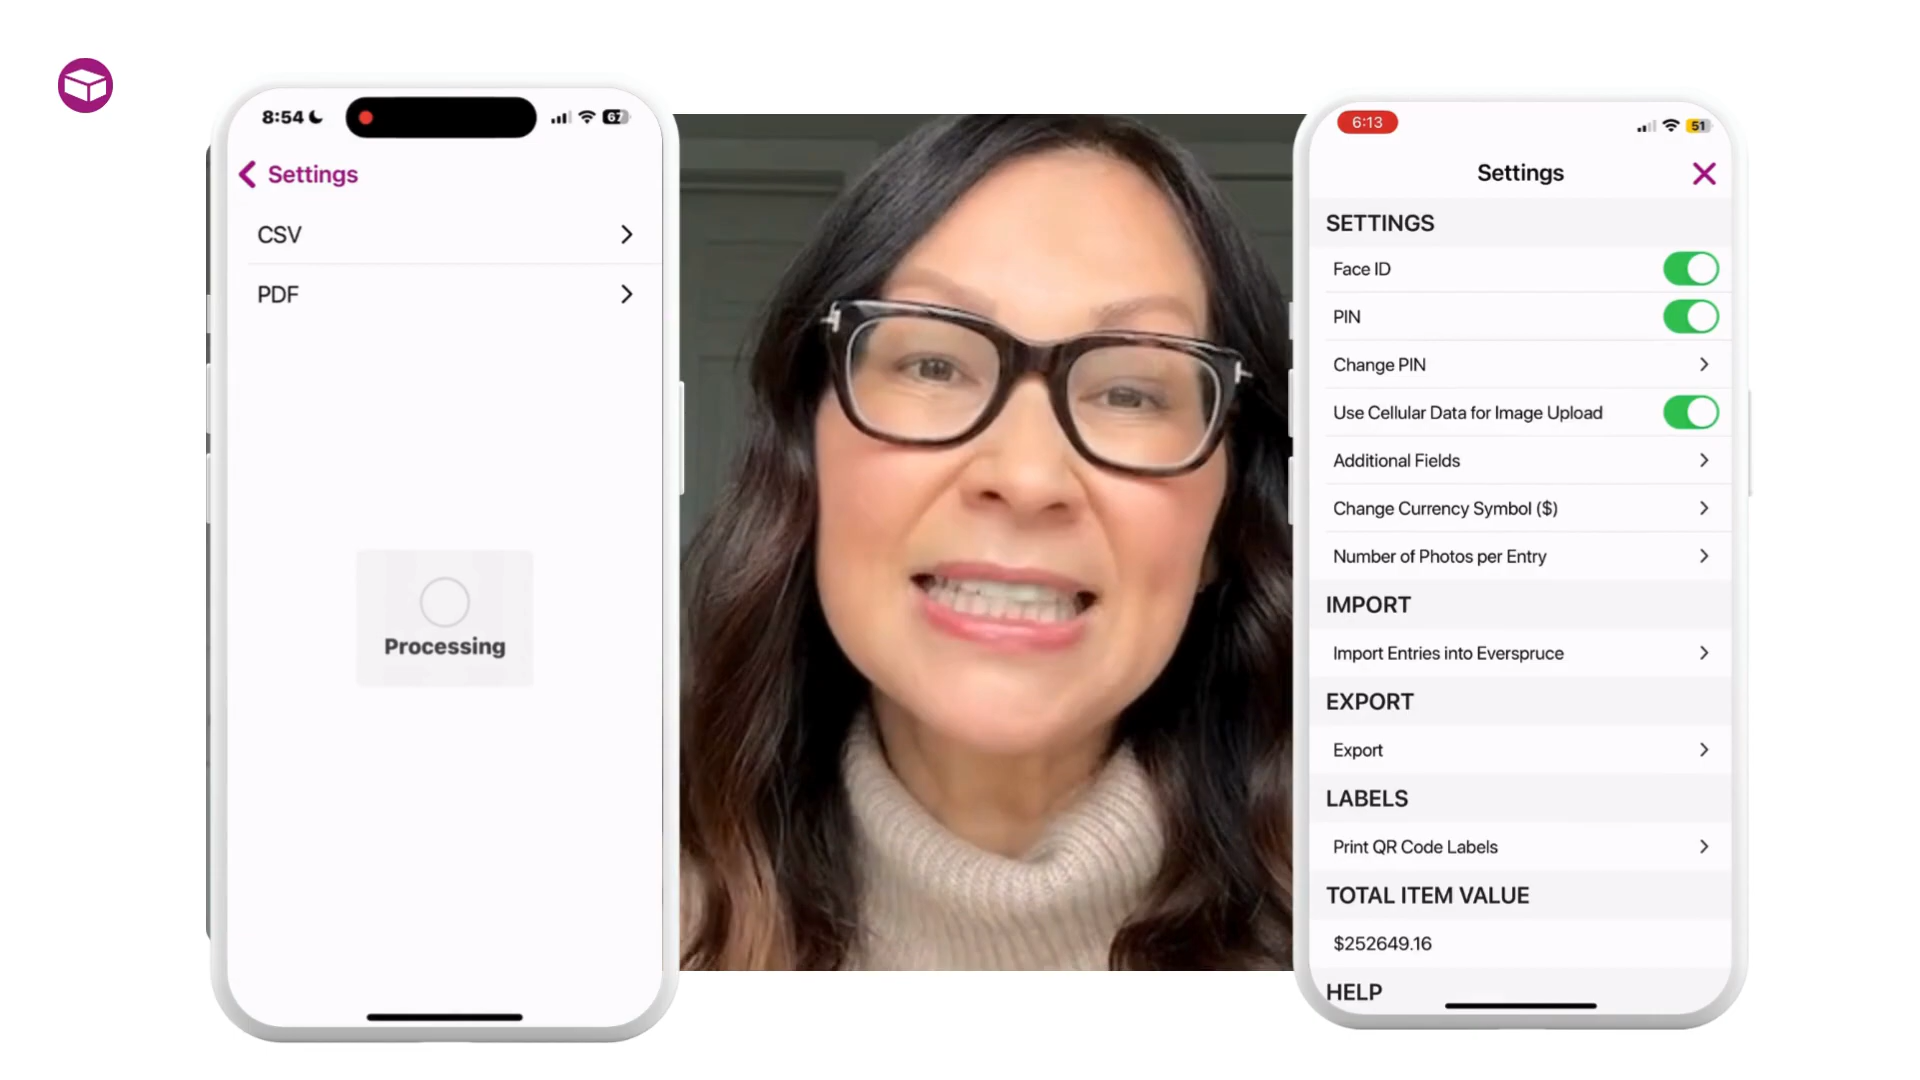 8:54
67
Settings
CSV
PDF
Processing
6:13
51
Settings
SETTINGS
Face ID
PIN
Change PIN
Use Cellular Data for Image Upload
Additional Fields
Change Currency Symbol ($)
Number of Photos per Entry
IMPORT
Import Entries into Everspruce
EXPORT
Export
LABELS
Print QR Code Labels
TOTAL ITEM VALUE
$252649.16
HELP